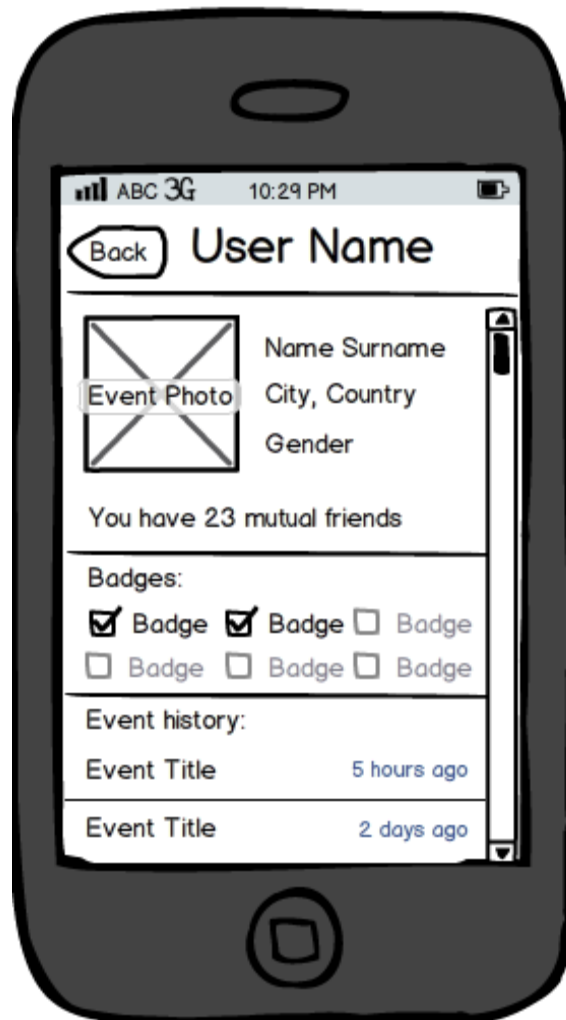 ABC 3G 10:29 PM
Back User Name
Event Photo
Name Surname
City, Country
Gender
You have 23 mutual friends
Badges:
Badge Badge Badge
Badge Badge Badge
Event history:
Event Title 5 hours ago
Event Title 2 days ago